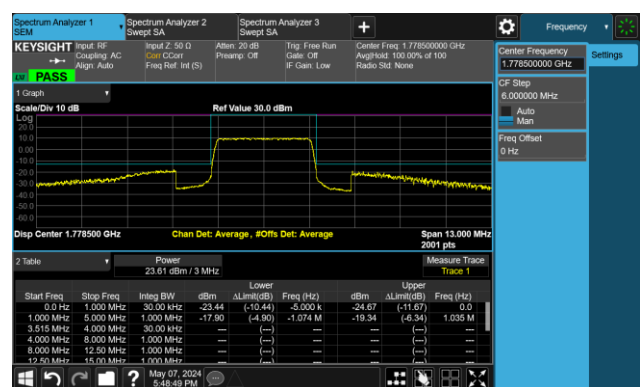 Spectrum Analyzer 1
SEM
Spectrum Analyzer 2
Swept SA
Spectrum Analyzer 3
Swept SA
Frequency
KEYSIGHT
Input: RF
Coupling: AC
Align: Auto
Input Z: 50 Ω
Corr CCorr
Freq Ref: Int (S)
Atten: 20 dB
Preamp: Off
Trig: Free Run
Gate: Off
IF Gain: Low
Center Freq: 1.778500000 GHz
Avg|Hold: 100.00% of 100
Radio Std: None
PASS
Center Frequency
1.778500000 GHz
Settings
CF Step
6.000000 MHz
Auto
Man
Freq Offset
0 Hz
1 Graph
Scale/Div 10 dB
Ref Value 30.0 dBm
Log
20.0
10.0
0.00
-10.0
-20.0
-30.0
-40.0
-50.0
-60.0
Disp Center 1.778500 GHz
Chan Det: Average , #Offs Det: Average
Span 13.000 MHz
2001 pts
2 Table
Power
23.61 dBm / 3 MHz
Measure Trace
Trace 1
Lower Upper
Start Freq Stop Freq Integ BW dBm ΔLimit(dB) Freq (Hz) dBm ΔLimit(dB) Freq (Hz)
0.0 Hz 1.000 MHz 30.00 kHz -23.44 (-10.44) -5.000 k -24.67 (-11.67) 0.0
1.000 MHz 5.000 MHz 1.000 MHz -17.90 (-4.90) -1.074 M -19.34 (-6.34) 1.035 M
3.515 MHz 4.000 MHz 30.00 kHz --- (---) --- --- (---) ---
4.000 MHz 8.000 MHz 1.000 MHz --- (---) --- --- (---) ---
8.000 MHz 12.50 MHz 1.000 MHz --- (---) --- --- (---) ---
12.50 MHz 15.00 MHz 1.000 MHz --- (---) --- --- (---) ---
May 07, 2024
5:48:49 PM